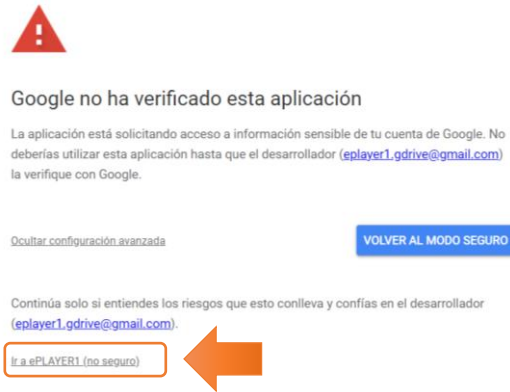 Google no ha verificado esta aplicación
La aplicación está solicitando acceso a información sensible de tu cuenta de Google. No
deberías utilizar esta aplicación hasta que el desarrollador (eplayer1.gdrive@gmail.com)
la verifique con Google.
Ocultar configuración avanzada
VOLVER AL MODO SEGURO
Continúa solo si entiendes los riesgos que esto conlleva y confías en el desarrollador
(eplayer1.gdrive@gmail.com).
Ir a ePLAYER1 (no seguro)